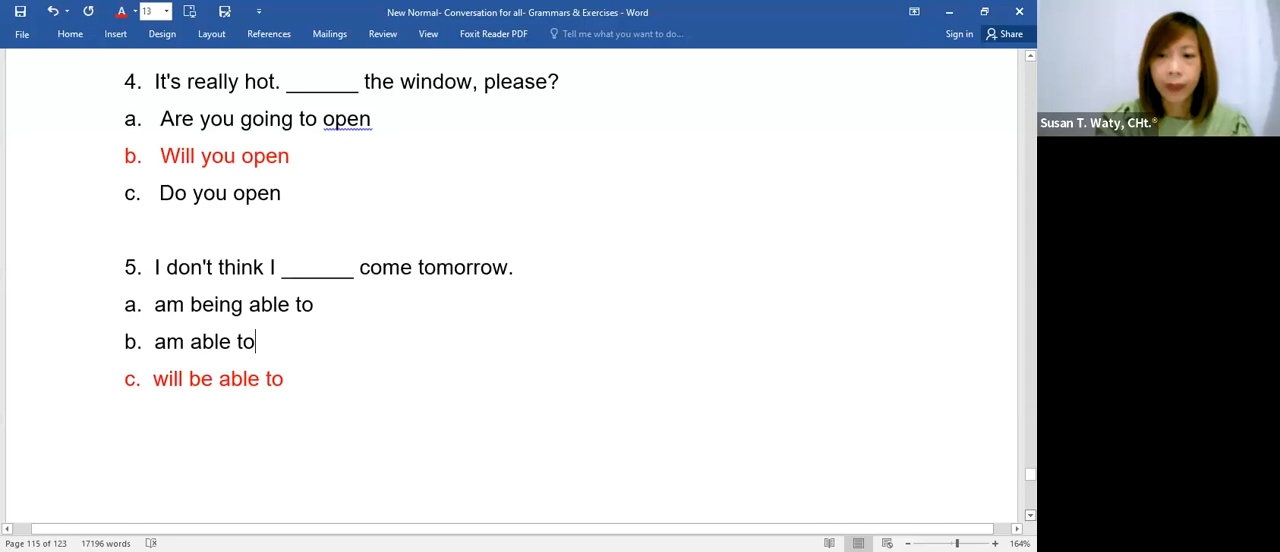 13
New Normal- Conversation for all- Grammars & Exercises - Word
File Home Insert Design Layout References Mailings Review View Foxit Reader PDF Tell me what you want to do... Sign in Share
4. It's really hot. _______ the window, please?
a. Are you going to open
b. Will you open
c. Do you open
5. I don't think I _______ come tomorrow.
a. am being able to
b. am able to
c. will be able to
Susan T. Waty, CHt.®
Page 115 of 123 17196 words 164%